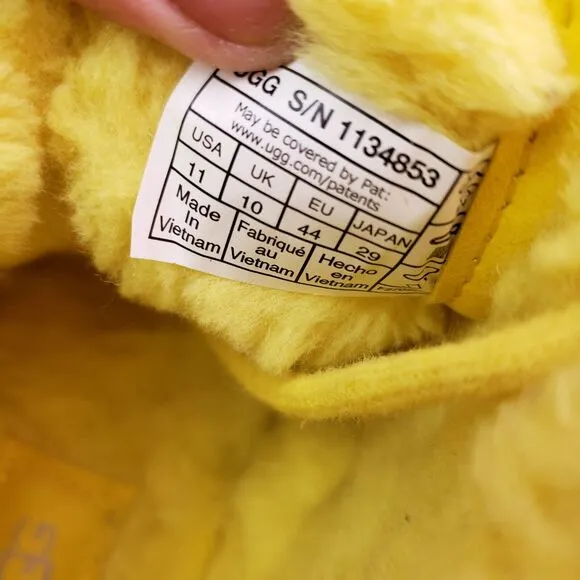 UGG S/N 1134853
May be covered by Pat:
www.ugg.com/patents
USA UK EU JAPAN
11 10 44 29
Made In Vietnam
Fabriqué au Vietnam
Hecho en Vietnam